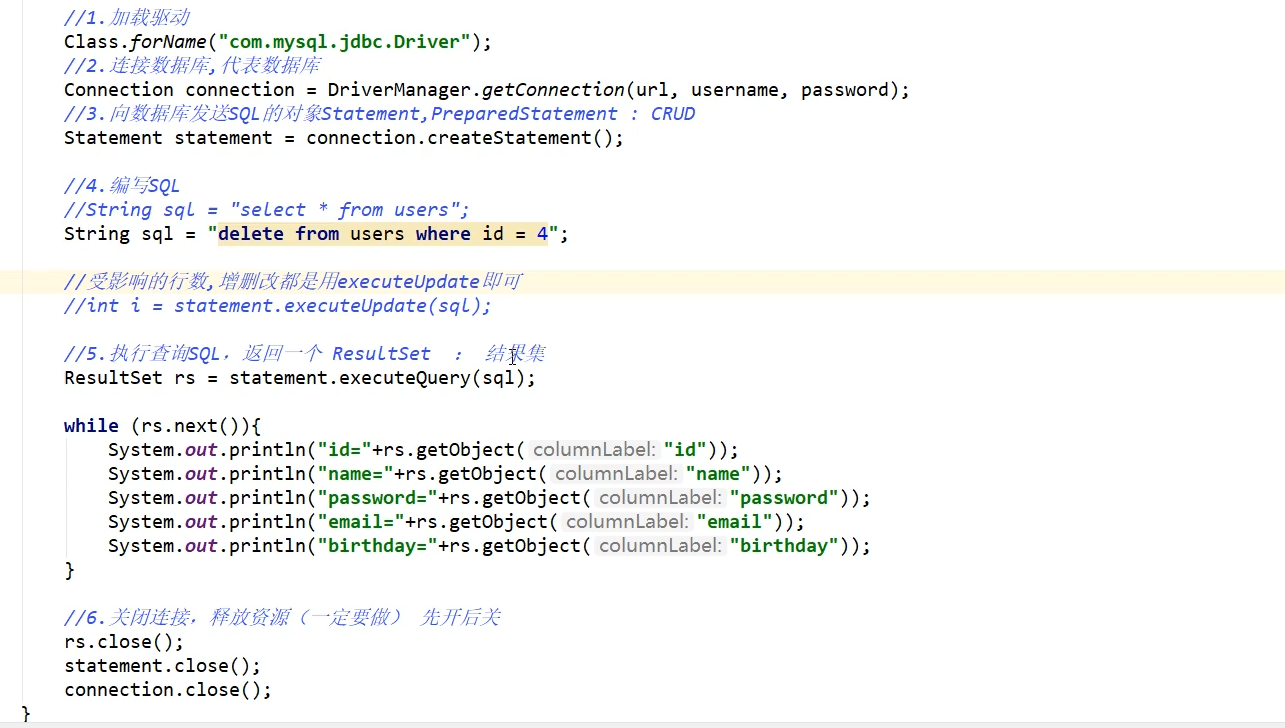 //1.加载驱动
Class.forName("com.mysql.jdbc.Driver");
//2.连接数据库,代表数据库
Connection connection = DriverManager.getConnection(url, username, password);
//3.向数据库发送SQL的对象Statement,PreparedStatement : CRUD
Statement statement = connection.createStatement();
//4.编写SQL
//String sql = "select * from users";
String sql = "delete from users where id = 4";
//受影响的行数,增删改都是用executeUpdate即可
//int i = statement.executeUpdate(sql);
//5.执行查询SQL，返回一个 ResultSet ： 结果集
ResultSet rs = statement.executeQuery(sql);
while (rs.next()){
System.out.println("id="+rs.getObject( columnLabel: "id"));
System.out.println("name="+rs.getObject( columnLabel: "name"));
System.out.println("password="+rs.getObject( columnLabel: "password"));
System.out.println("email="+rs.getObject( columnLabel: "email"));
System.out.println("birthday="+rs.getObject( columnLabel: "birthday"));
}
//6.关闭连接，释放资源（一定要做） 先开后关
rs.close();
statement.close();
connection.close();
}